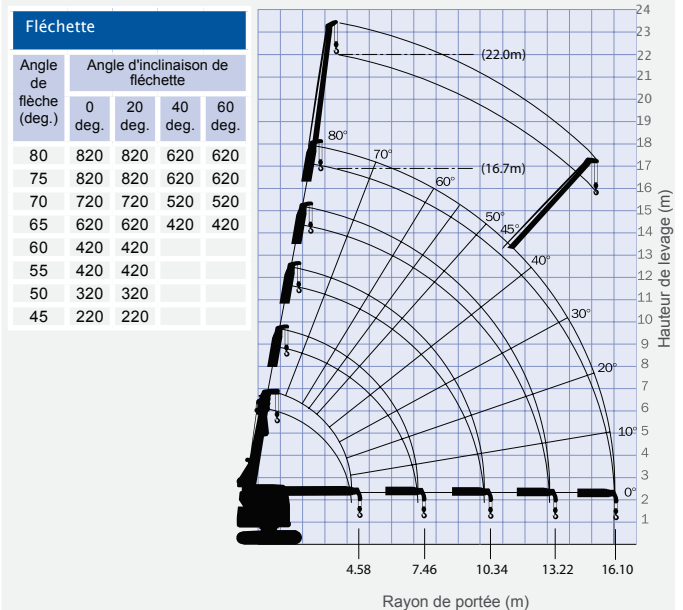 Fléchette
Angle de flèche (deg.)
Angle d'inclinaison de fléchette
0 deg. 20 deg. 40 deg. 60 deg.
80 820 820 620 620
75 820 820 620 620
70 720 720 520 520
65 620 620 420 420
60 420 420
55 420 420
50 320 320
45 220 220
24
23
22
21
20
19
18
17
16
15
14
13
12
11
10
9
8
7
6
5
4
3
2
1
Hauteur de levage (m)
(22.0m)
(16.7m)
80°
70°
60°
50°
45°
40°
30°
20°
10°
0°
4.58 7.46 10.34 13.22 16.10
Rayon de portée (m)